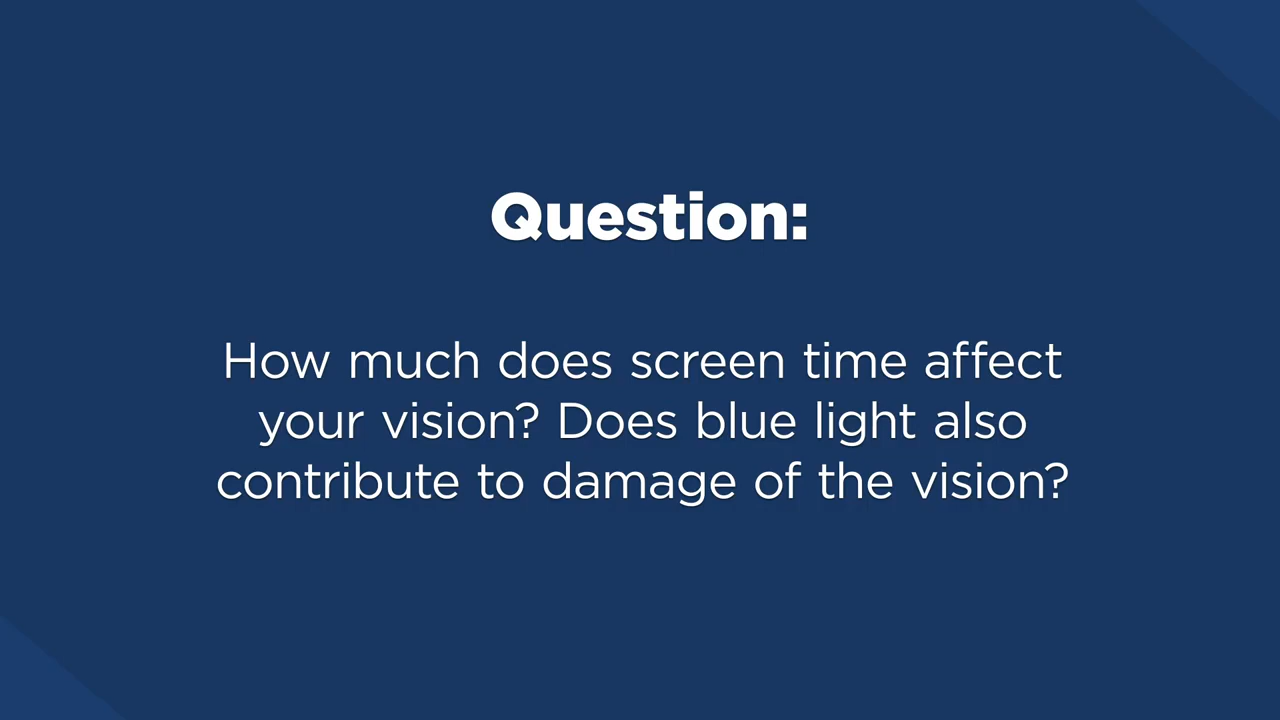 Question:
How much does screen time affect
your vision? Does blue light also
contribute to damage of the vision?